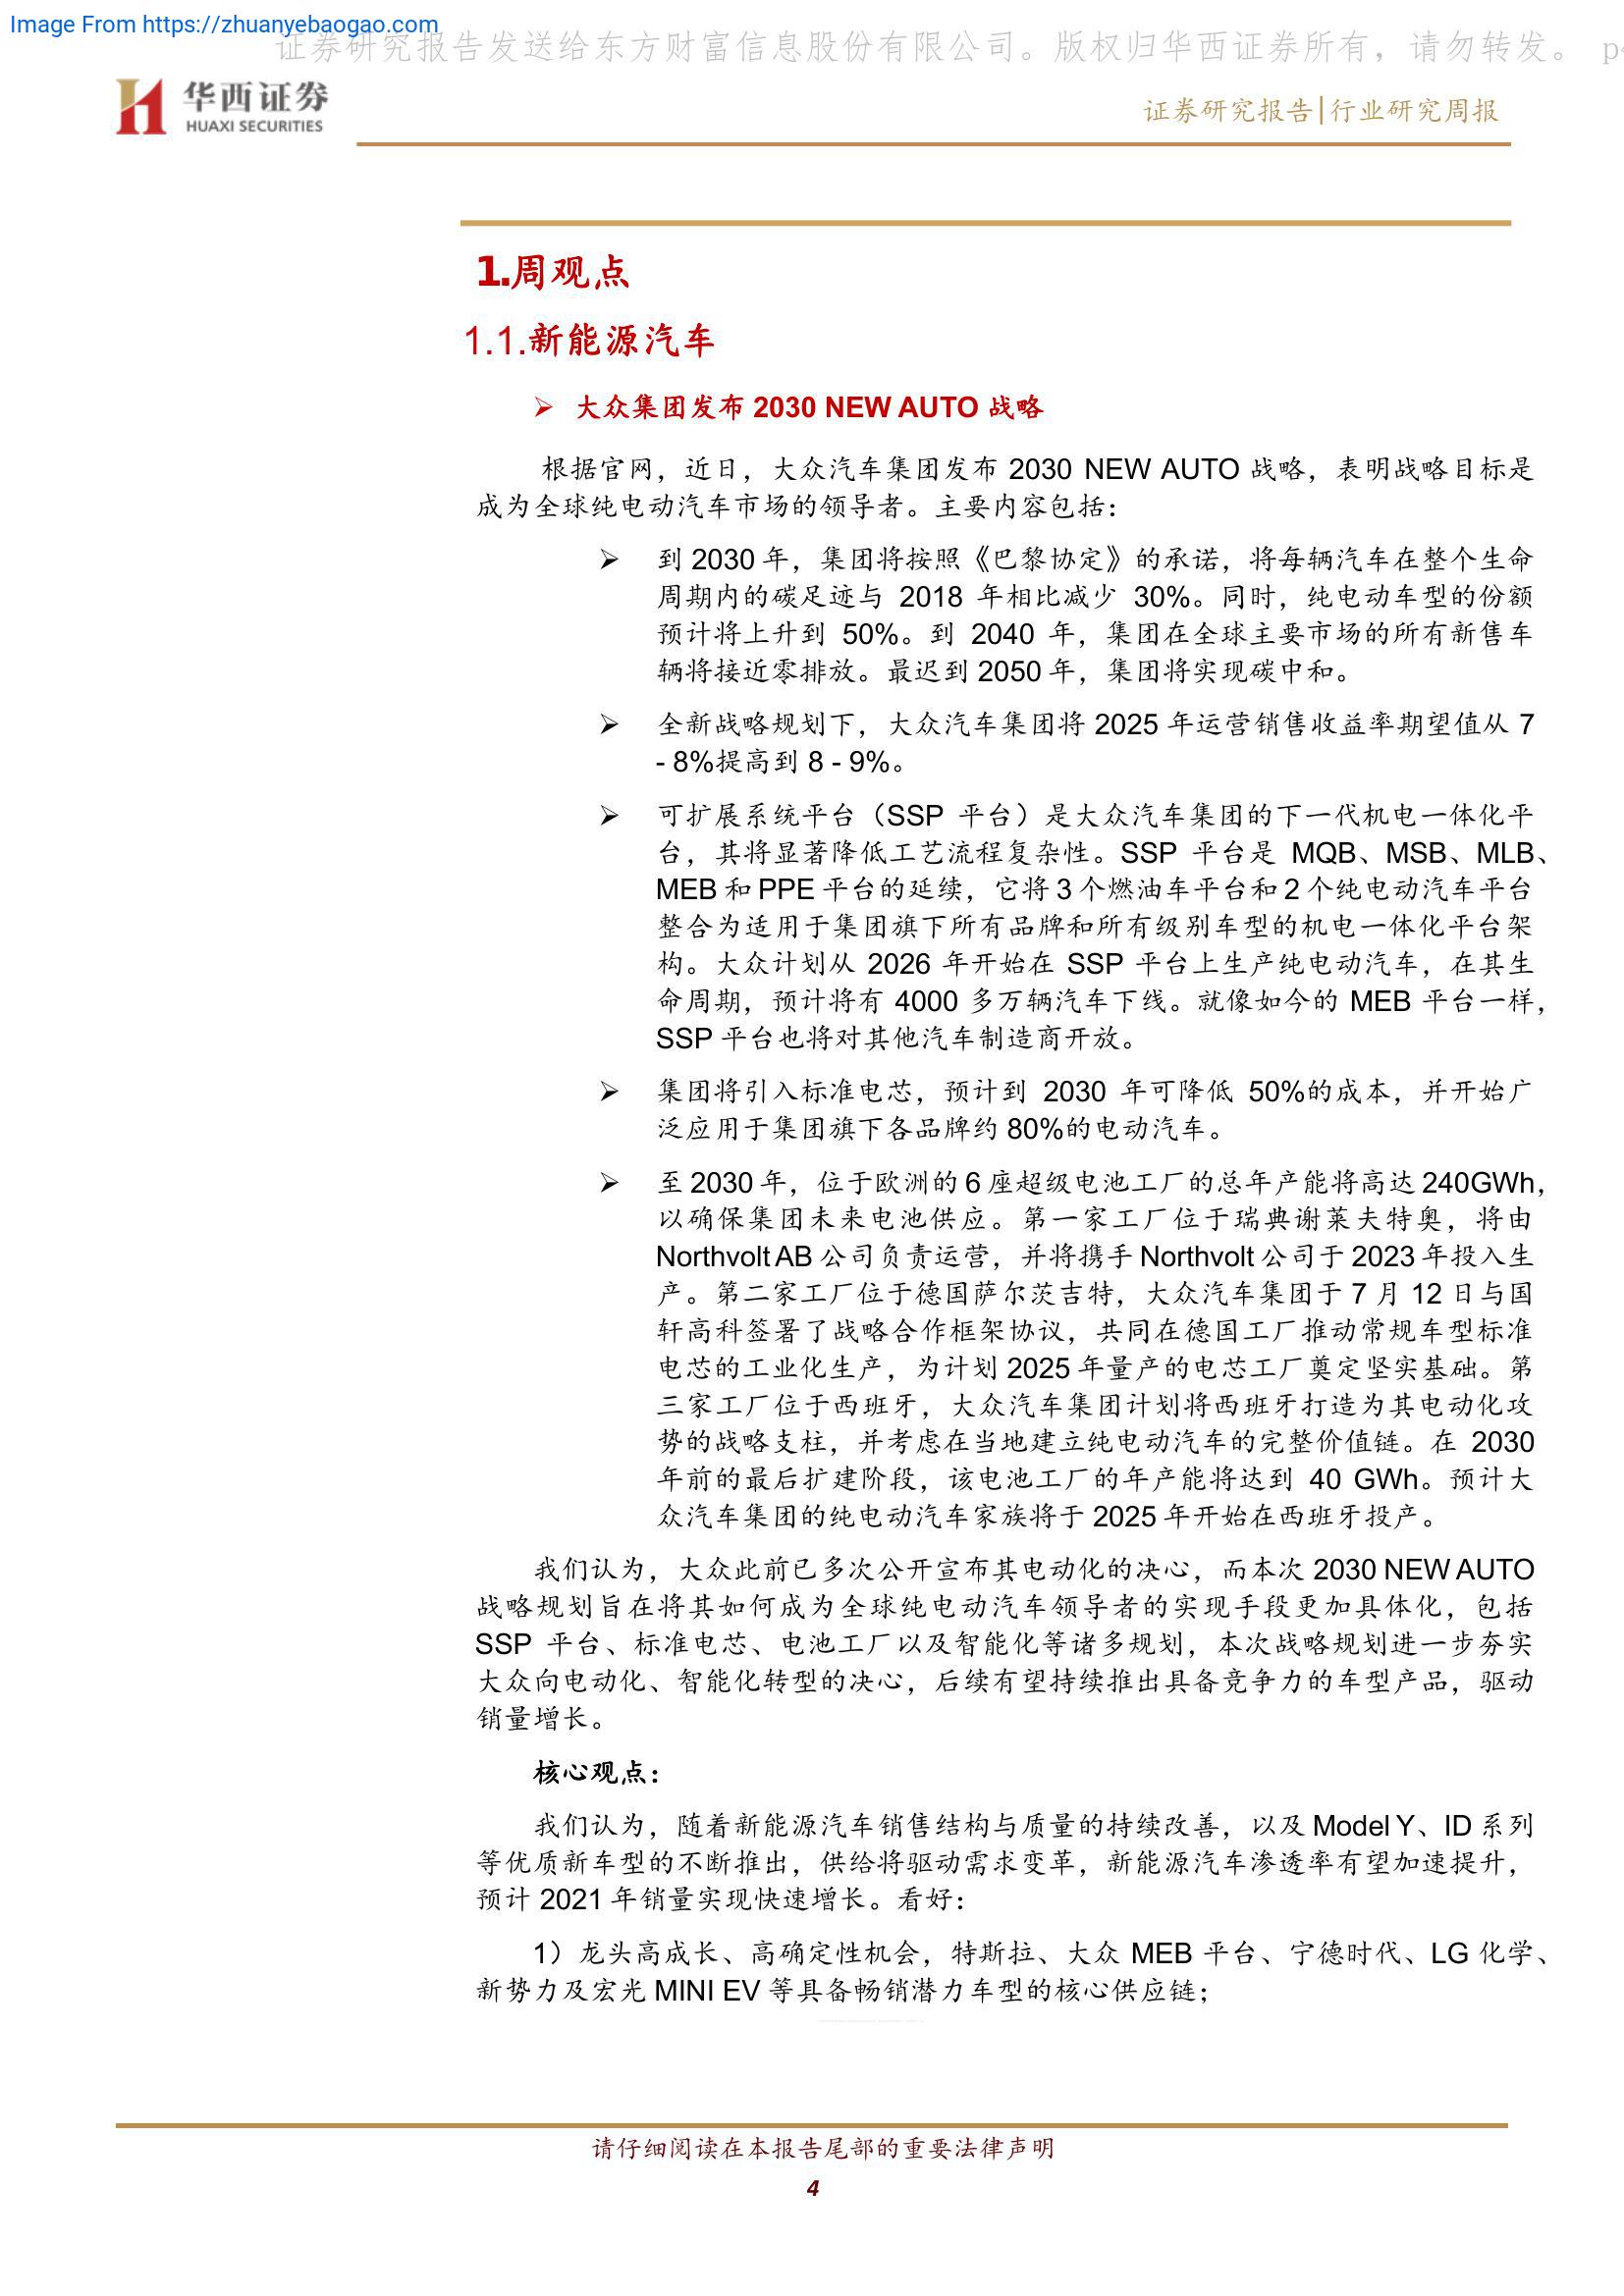 Image From https://zhuanyebaogao.com
证券研究报告发送给东方财富信息股份有限公司。版权归华西证券所有，请勿转发。 p
华西证券
HUAXI SECURITIES
证券研究报告|行业研究周报
1.周观点
1.1.新能源汽车
➢ 大众集团发布 2030 NEW AUTO 战略
根据官网，近日，大众汽车集团发布 2030 NEW AUTO 战略，表明战略目标是
成为全球纯电动汽车市场的领导者。主要内容包括：
➢ 到 2030 年，集团将按照《巴黎协定》的承诺，将每辆汽车在整个生命
周期内的碳足迹与 2018 年相比减少 30%。同时，纯电动车型的份额
预计将上升到 50%。到 2040 年，集团在全球主要市场的所有新售车
辆将接近零排放。最迟到 2050 年，集团将实现碳中和。
➢ 全新战略规划下，大众汽车集团将 2025 年运营销售收益率期望值从 7
- 8%提高到 8 - 9%。
➢ 可扩展系统平台（SSP 平台）是大众汽车集团的下一代机电一体化平
台，其将显著降低工艺流程复杂性。SSP 平台是 MQB、MSB、MLB、
MEB 和 PPE 平台的延续，它将 3 个燃油车平台和 2 个纯电动汽车平台
整合为适用于集团旗下所有品牌和所有级别车型的机电一体化平台架
构。大众计划从 2026 年开始在 SSP 平台上生产纯电动汽车，在其生
命周期，预计将有 4000 多万辆汽车下线。就像如今的 MEB 平台一样，
SSP 平台也将对其他汽车制造商开放。
➢ 集团将引入标准电芯，预计到 2030 年可降低 50%的成本，并开始广
泛应用于集团旗下各品牌约 80%的电动汽车。
➢ 至 2030 年，位于欧洲的 6 座超级电池工厂的总年产能将高达 240GWh，
以确保集团未来电池供应。第一家工厂位于瑞典谢莱夫特奥，将由
Northvolt AB 公司负责运营，并将携手 Northvolt 公司于 2023 年投入生
产。第二家工厂位于德国萨尔茨吉特，大众汽车集团于 7 月 12 日与国
轩高科签署了战略合作框架协议，共同在德国工厂推动常规车型标准
电芯的工业化生产，为计划 2025 年量产的电芯工厂奠定坚实基础。第
三家工厂位于西班牙，大众汽车集团计划将西班牙打造为其电动化攻
势的战略支柱，并考虑在当地建立纯电动汽车的完整价值链。在 2030
年前的最后扩建阶段，该电池工厂的年产能将达到 40 GWh。预计大
众汽车集团的纯电动汽车家族将于 2025 年开始在西班牙投产。
我们认为，大众此前已多次公开宣布其电动化的决心，而本次 2030 NEW AUTO
战略规划旨在将其如何成为全球纯电动汽车领导者的实现手段更加具体化，包括
SSP 平台、标准电芯、电池工厂以及智能化等诸多规划，本次战略规划进一步夯实
大众向电动化、智能化转型的决心，后续有望持续推出具备竞争力的车型产品，驱动
销量增长。
核心观点：
我们认为，随着新能源汽车销售结构与质量的持续改善，以及 Model Y、ID 系列
等优质新车型的不断推出，供给将驱动需求变革，新能源汽车渗透率有望加速提升，
预计 2021 年销量实现快速增长。看好：
1）龙头高成长、高确定性机会，特斯拉、大众 MEB 平台、宁德时代、LG 化学、
新势力及宏光 MINI EV 等具备畅销潜力车型的核心供应链；
请仔细阅读在本报告尾部的重要法律声明
4